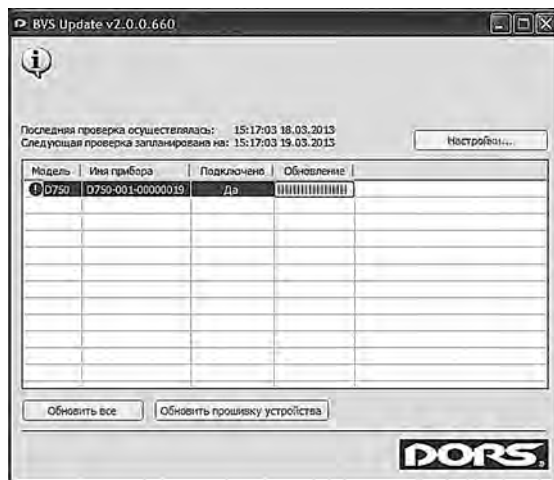 BVS Update v2.0.0.660
Последняя проверка осуществлялась: 15:17:03 18.03.2013
Следующая проверка запланирована на: 15:17:03 19.03.2013
Настройки...
Модель Имя прибора Подключено Обновление
D750 D750-001-00000019 Да
Обновить все Обновить прошивку устройства
DORS